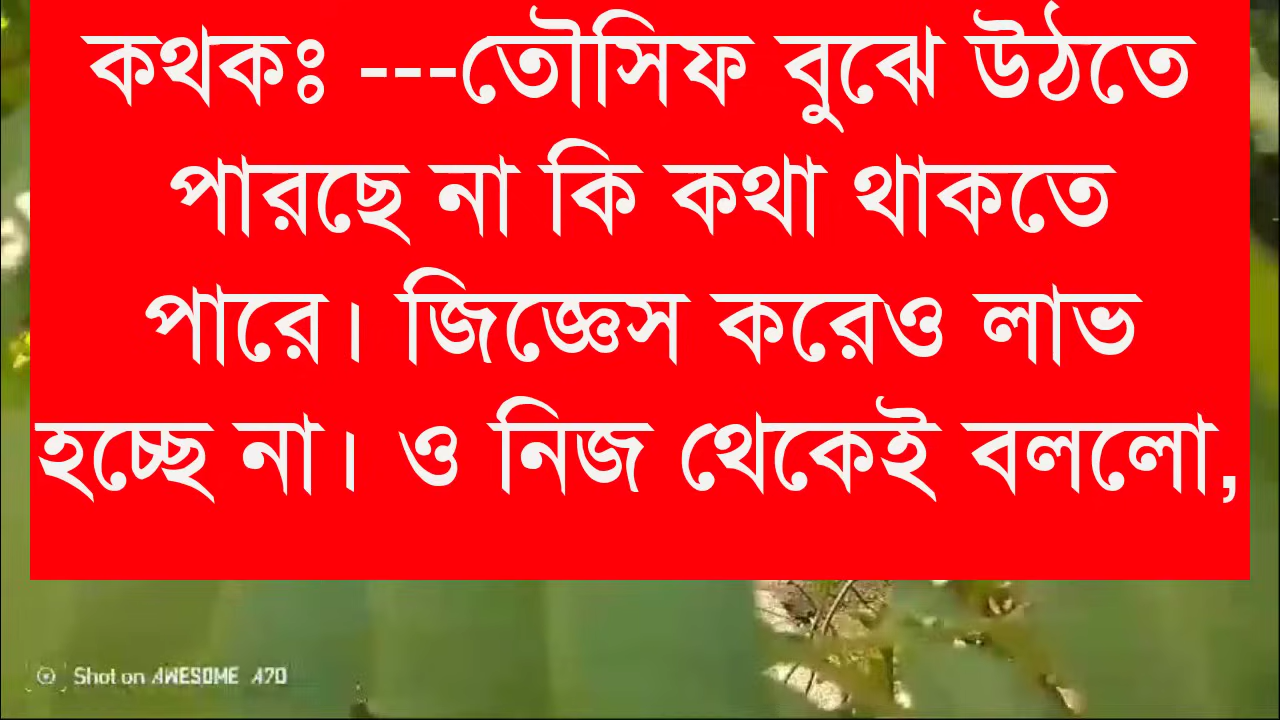 কথকঃ ---তৌসিফ বুঝে উঠতে
পারছে না কি কথা থাকতে
পারে। জিজ্ঞেস করেও লাভ
হচ্ছে না। ও নিজ থেকেই বললো,
Shot on AWESOME A70